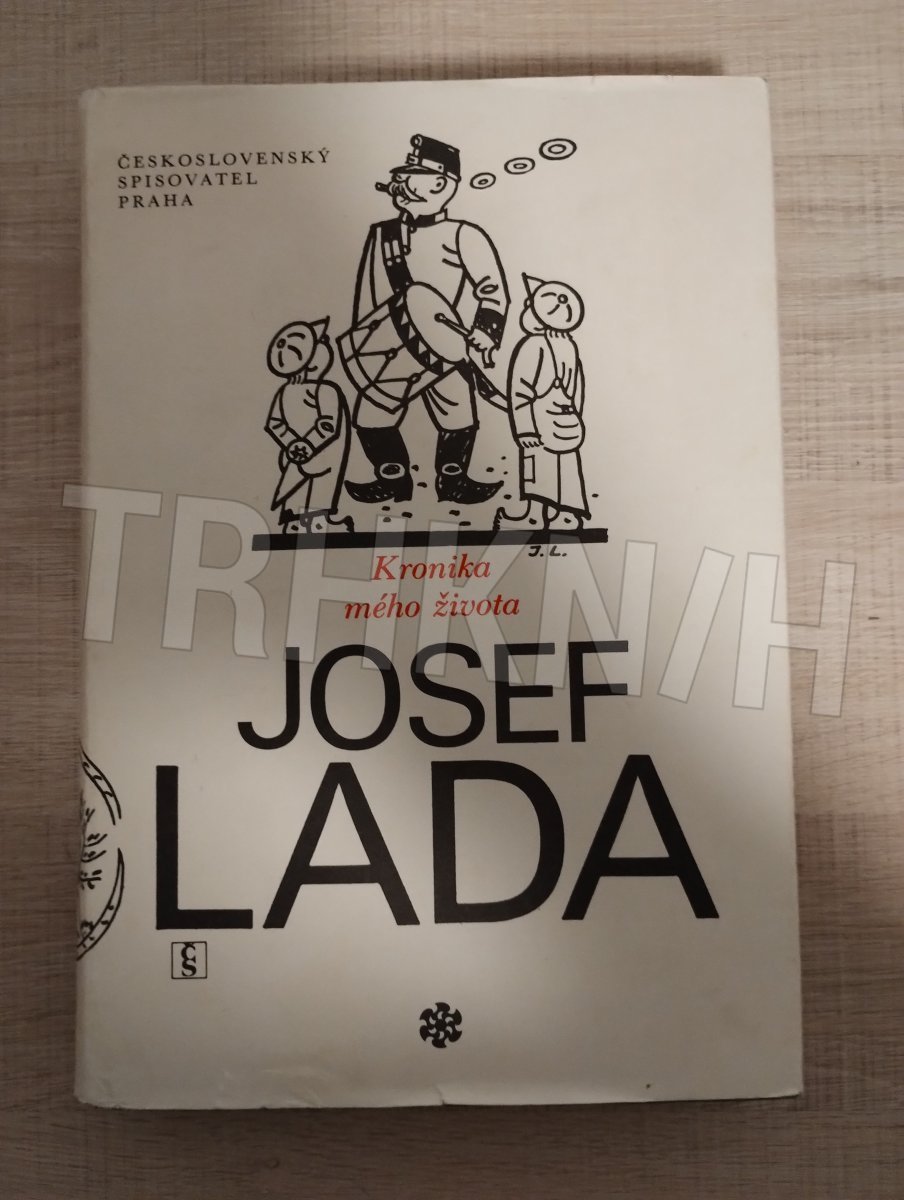 ČESKOSLOVENSKÝ
SPISOVATEL
PRAHA
J. L.
Kronika
mého života
TRHKNIH
JOSEF
LADA
ČS